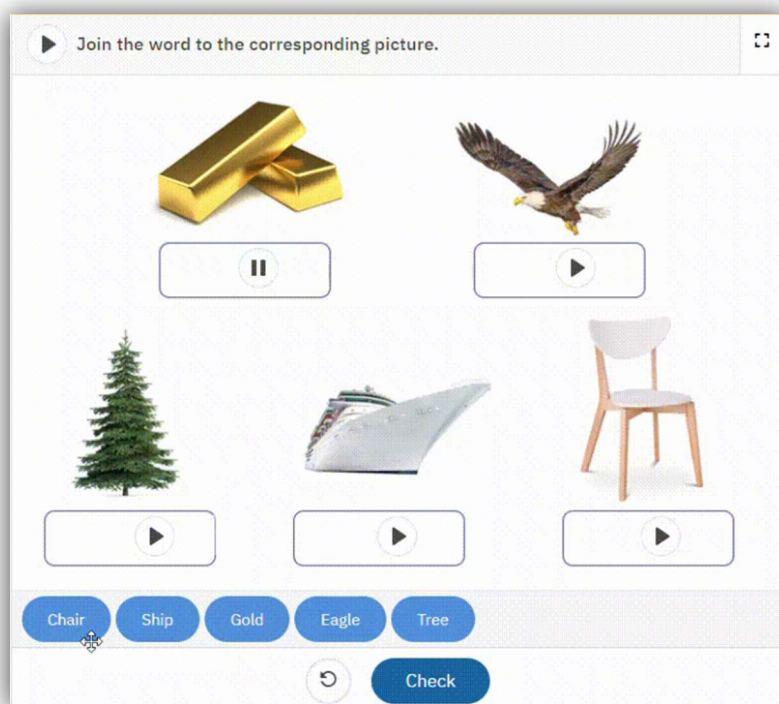 Join the word to the corresponding picture.
Chair Ship Gold Eagle Tree
Check